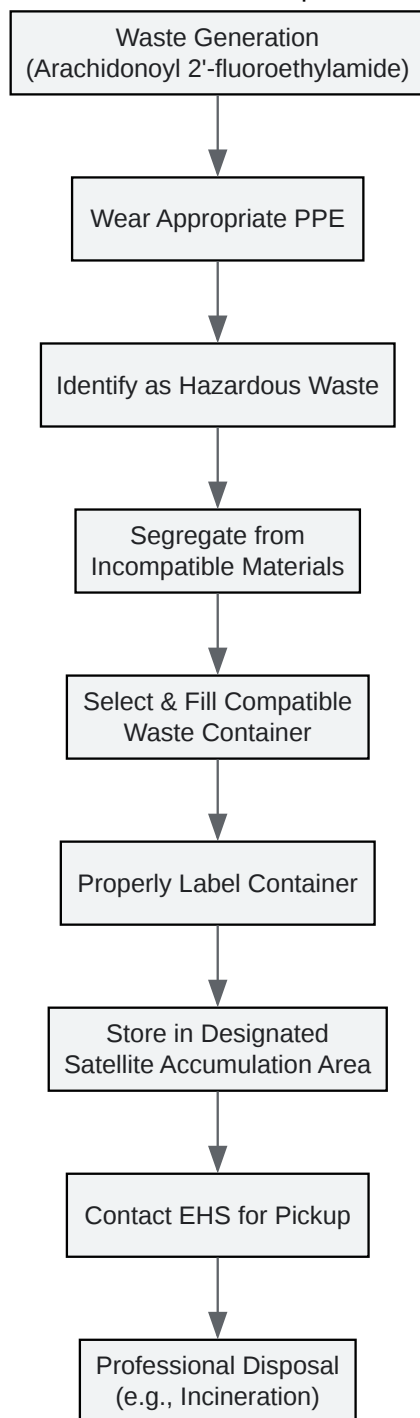 Waste Generation
(Arachidonoyl 2'-fluoroethylamide)
Wear Appropriate PPE
Identify as Hazardous Waste
Segregate from
Incompatible Materials
Select & Fill Compatible
Waste Container
Properly Label Container
Store in Designated
Satellite Accumulation Area
Contact EHS for Pickup
Professional Disposal
(e.g., Incineration)